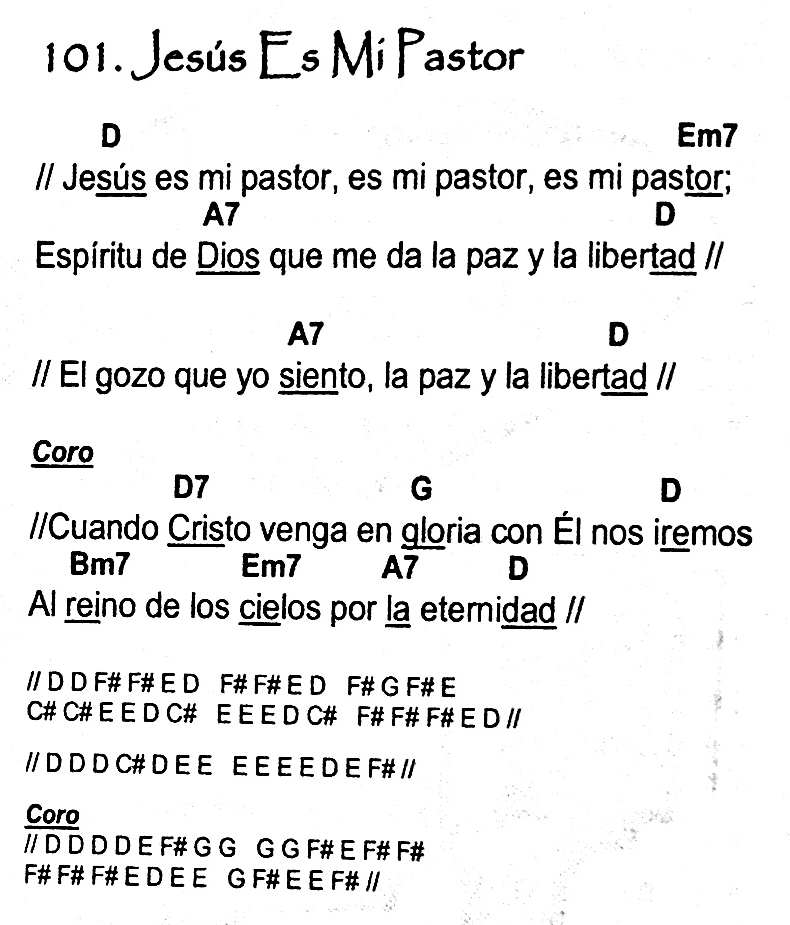 101. Jesús Es Mi Pastor
D Em7
// Jesús es mi pastor, es mi pastor, es mi pastor;
A7 D
Espíritu de Dios que me da la paz y la libertad //
A7 D
// El gozo que yo siento, la paz y la libertad //
Coro
D7 G D
//Cuando Cristo venga en gloria con Él nos iremos
Bm7 Em7 A7 D
Al reino de los cielos por la eternidad //
// D D F# F# E D F# F# E D F# G F# E
C# C# E E D C# E E E D C# F# F# F# E D //
// D D D C# D E E E E E E D E F# //
Coro
// D D D D E F# G G G G F# E F# F#
F# F# F# E D E E G F# E E F# //